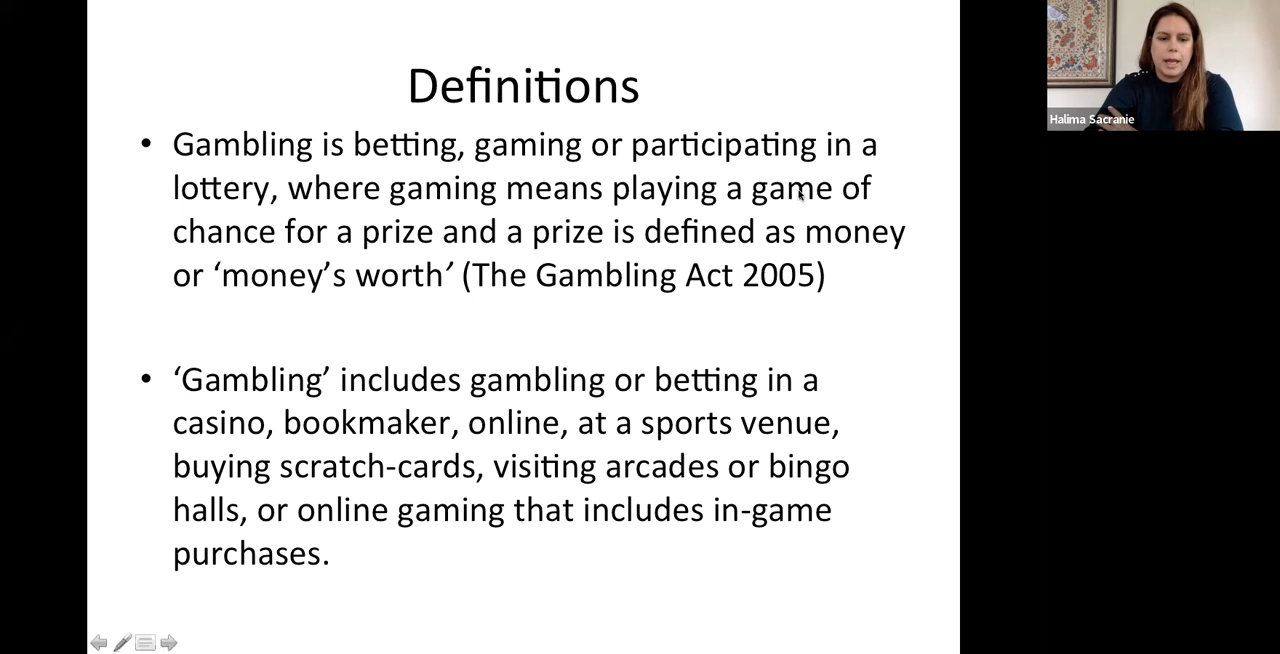 Definitions
• Gambling is betting, gaming or participating in a
lottery, where gaming means playing a game of
chance for a prize and a prize is defined as money
or ‘money’s worth’ (The Gambling Act 2005)
• ‘Gambling’ includes gambling or betting in a
casino, bookmaker, online, at a sports venue,
buying scratch-cards, visiting arcades or bingo
halls, or online gaming that includes in-game
purchases.
Halima Sacranie